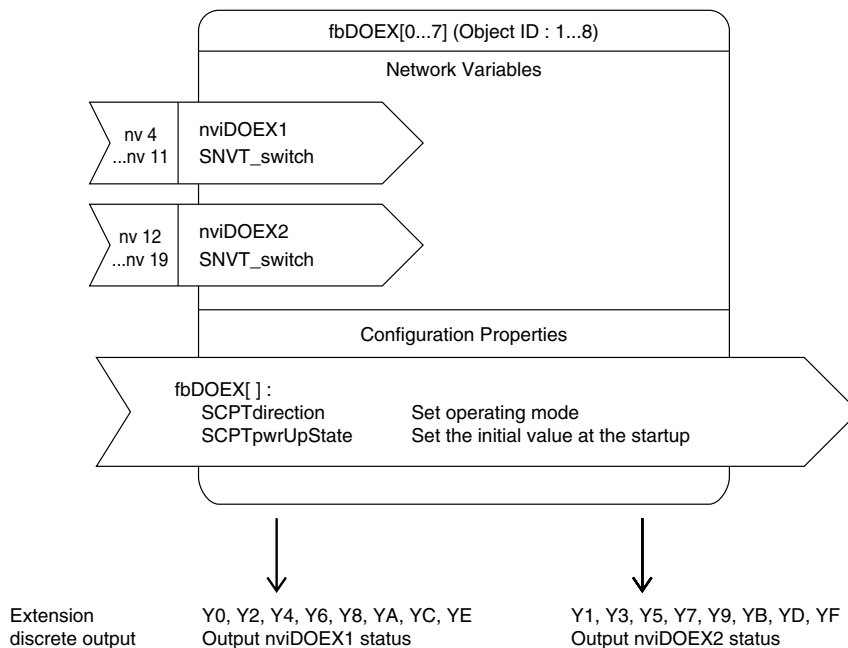 fbDOEX[0...7] (Object ID : 1...8)
Network Variables
nv 4
...nv 11
nviDOEX1
SNVT_switch
nv 12
...nv 19
nviDOEX2
SNVT_switch
Configuration Properties
fbDOEX[ ] :
SCPTdirection Set operating mode
SCPTpwrUpState Set the initial value at the startup
Extension
discrete output
Y0, Y2, Y4, Y6, Y8, YA, YC, YE
Output nviDOEX1 status
Y1, Y3, Y5, Y7, Y9, YB, YD, YF
Output nviDOEX2 status